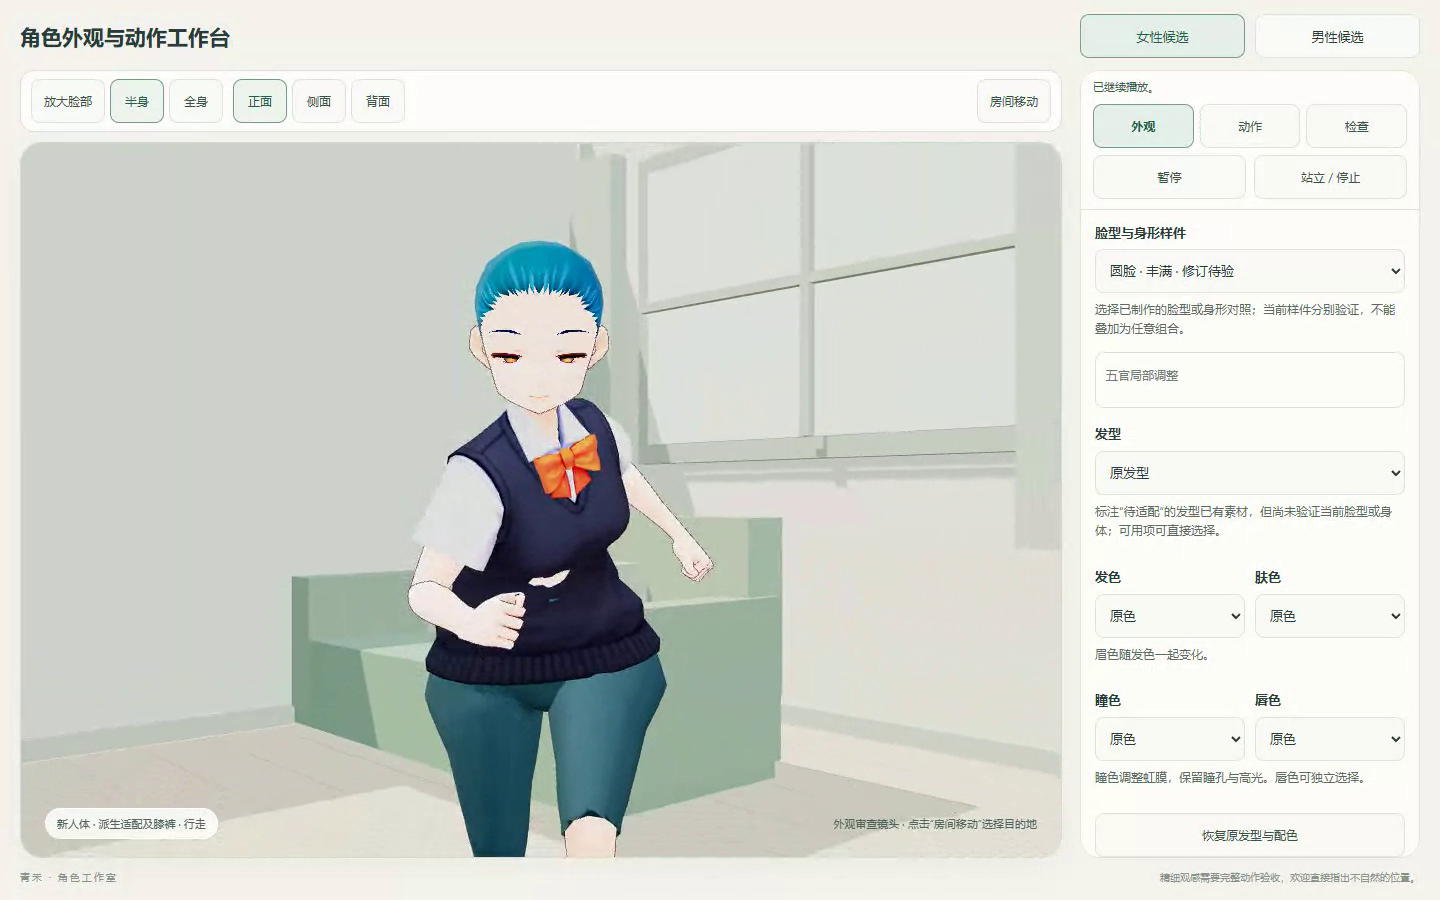 角色外观与动作工作台
女性候选
男性候选
放大脸部
半身
全身
正面
侧面
背面
房间移动
已继续播放。
外观
动作
检查
暂停
站立 / 停止
脸型与身形样件
圆脸 · 丰满 · 修订待验
选择已制作的脸型或身形对照；当前样件分别验证，不能
叠加为任意组合。
五官局部调整
发型
原发型
标注“待适配”的发型已有素材，但尚未验证当前脸型或身
体；可用项可直接选择。
发色
肤色
原色
原色
眉色随发色一起变化。
瞳色
唇色
原色
原色
瞳色调整虹膜，保留瞳孔与高光。唇色可独立选择。
恢复原发型与配色
新人体 · 派生适配及膝裤 · 行走
外观审查镜头 · 点击“房间移动”选择目的地
青禾 · 角色工作室
精细观感需要完整动作验收，欢迎直接指出不自然的位置。